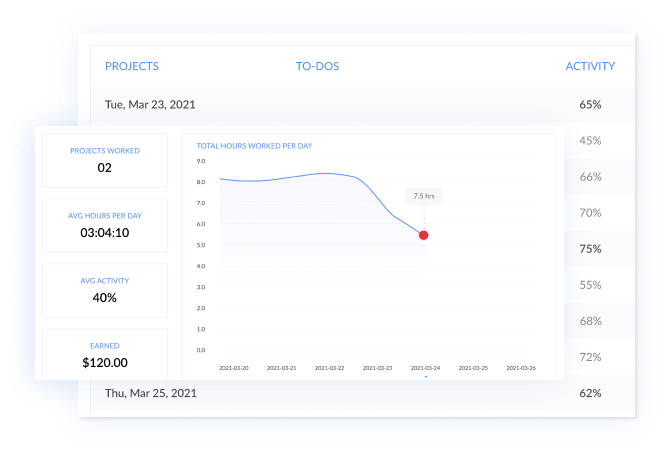 PROJECTS TO-DOS ACTIVITY
Tue, Mar 23, 2021 65%
45%
66%
70%
75%
55%
68%
72%
Thu, Mar 25, 2021 62%
PROJECTS WORKED
02
AVG HOURS PER DAY
03:04:10
AVG ACTIVITY
40%
EARNED
$120.00
TOTAL HOURS WORKED PER DAY
9.0
8.0
7.0
6.0
5.0
4.0
3.0
2.0
1.0
0.0
7.5 hrs
2021-03-20 2021-03-21 2021-03-22 2021-03-23 2021-03-24 2021-03-25 2021-03-26